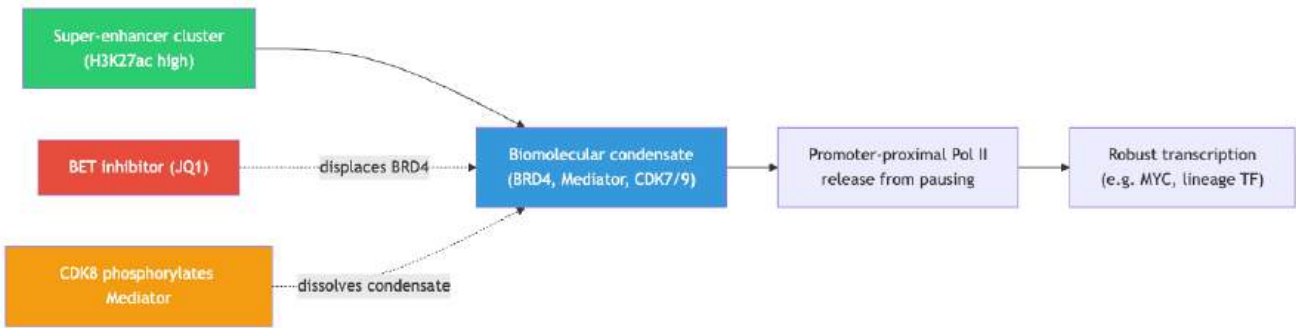 Super-enhancer cluster
(H3K27ac high)
BET inhibitor (JQ1)
displaces BRD4
Biomolecular condensate
(BRD4, Mediator, CDK7/9)
Promoter-proximal Pol II
release from pausing
Robust transcription
(e.g. MYC, lineage TF)
CDK8 phosphorylates
Mediator
dissolves condensate